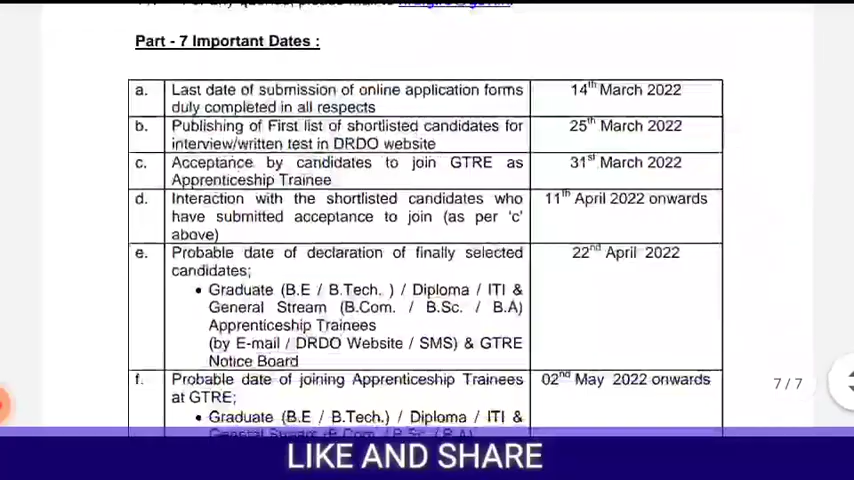 Part - 7 Important Dates :
a. Last date of submission of online application forms 14th March 2022
duly completed in all respects
b. Publishing of First list of shortlisted candidates for 25th March 2022
interview/written test in DRDO website
c. Acceptance by candidates to join GTRE as 31st March 2022
Apprenticeship Trainee
d. Interaction with the shortlisted candidates who 11th April 2022 onwards
have submitted acceptance to join (as per 'c'
above)
e. Probable date of declaration of finally selected 22nd April 2022
candidates;
• Graduate (B.E / B.Tech. ) / Diploma / ITI &
General Stream (B.Com. / B.Sc. / B.A)
Apprenticeship Trainees
(by E-mail / DRDO Website / SMS) & GTRE
Notice Board
f. Probable date of joining Apprenticeship Trainees 02nd May 2022 onwards
at GTRE;
• Graduate (B.E / B.Tech.) / Diploma / ITI &
General Stream (B.Com. / B.Sc. / B.A)
7 / 7
LIKE AND SHARE